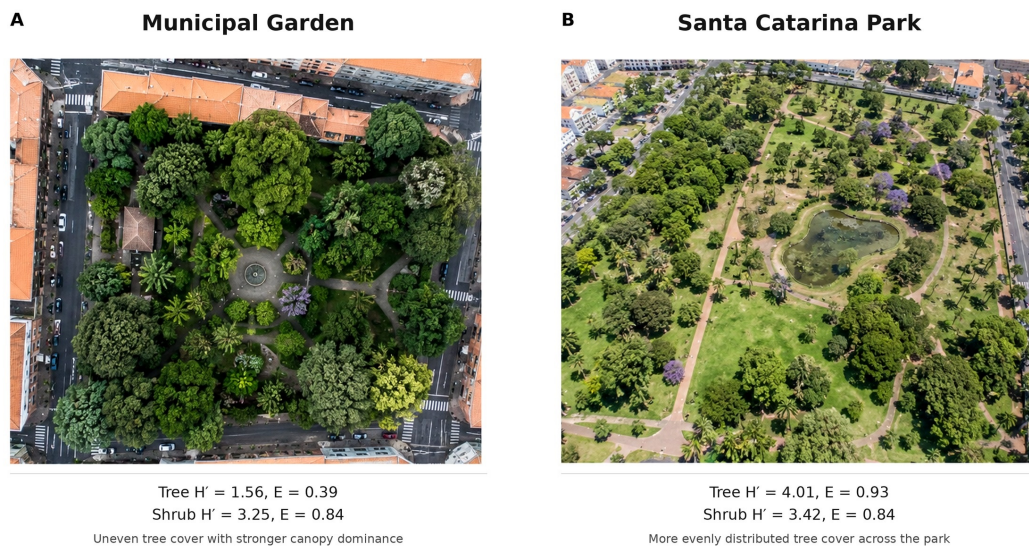 A
Municipal Garden
Tree H′ = 1.56, E = 0.39
Shrub H′ = 3.25, E = 0.84
Uneven tree cover with stronger canopy dominance
B
Santa Catarina Park
Tree H′ = 4.01, E = 0.93
Shrub H′ = 3.42, E = 0.84
More evenly distributed tree cover across the park